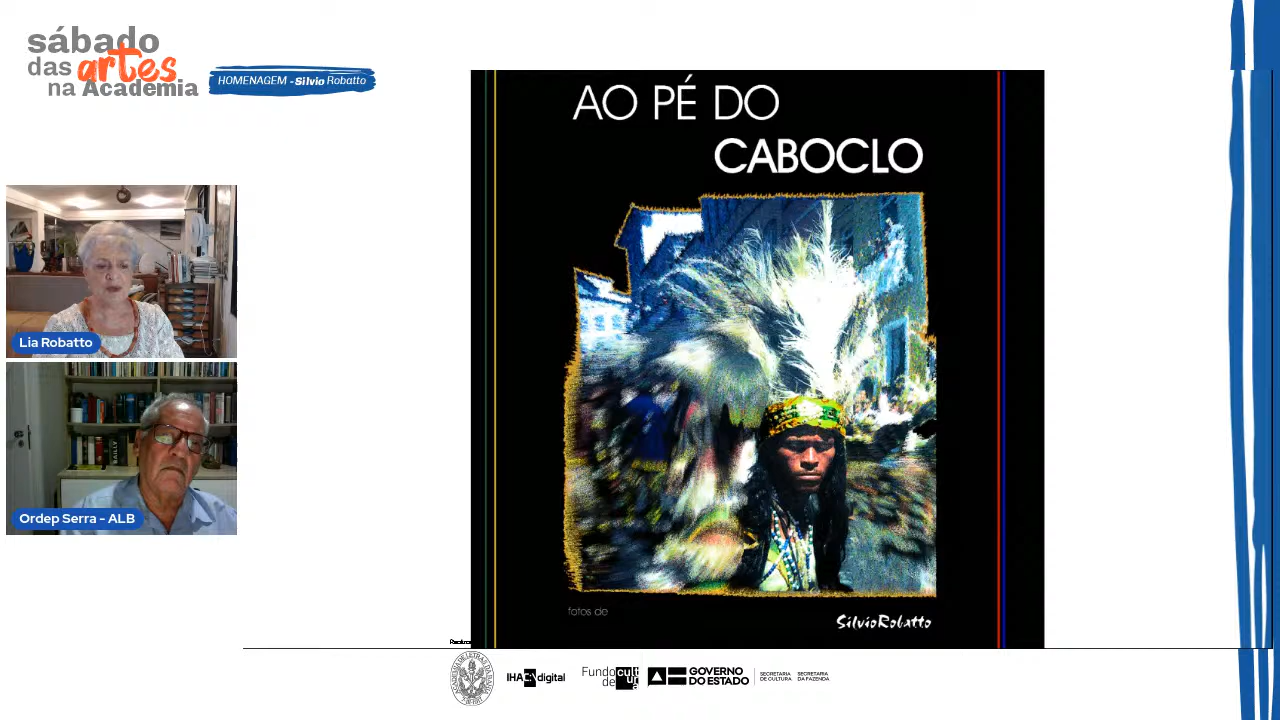 sábado
das artes
na Academia
HOMENAGEM - Silvio Robatto
AO PÉ DO
CABOCLO
Lia Robatto
Ordep Serra - ALB
fotos de
SilvioRobatto
IHAC digital
Fundo de cultura
GOVERNO
DO ESTADO
SECRETARIA
DE CULTURA
SECRETARIA
DA FAZENDA